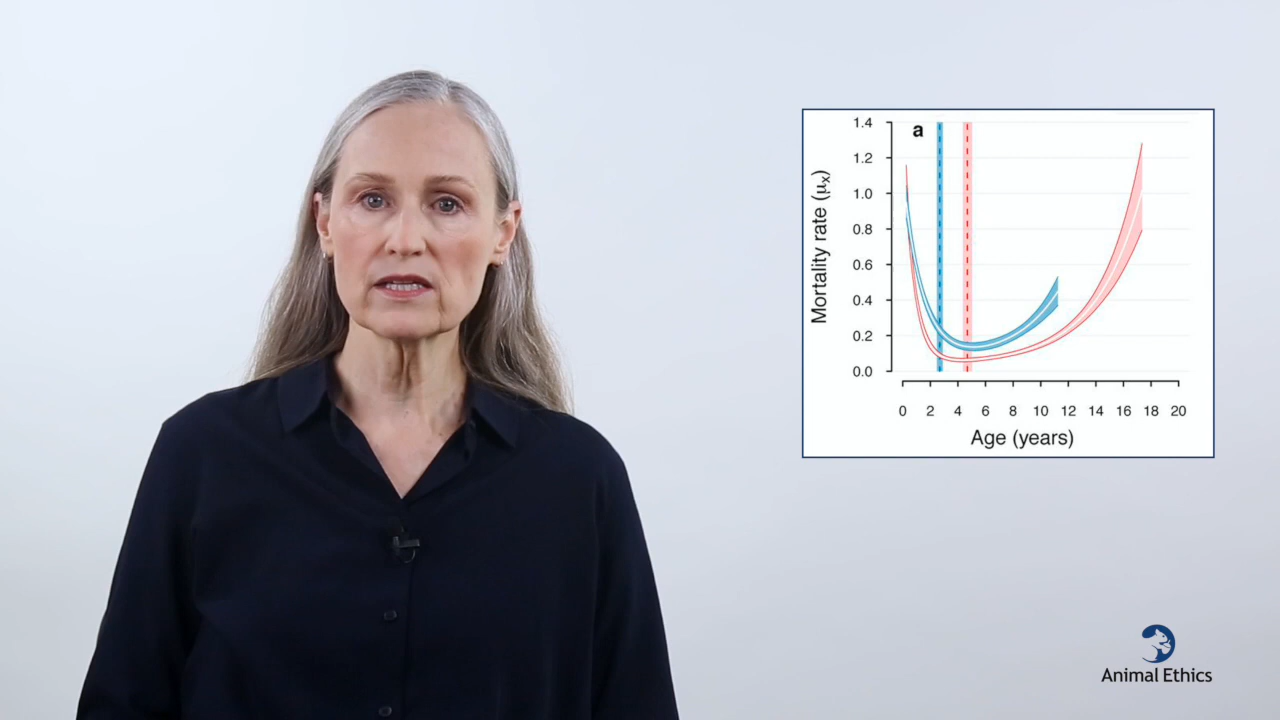 a
1.4
1.2
1.0
0.8
0.6
0.4
0.2
0.0
Mortality rate (μx)
0 2 4 6 8 10 12 14 16 18 20
Age (years)
Animal Ethics